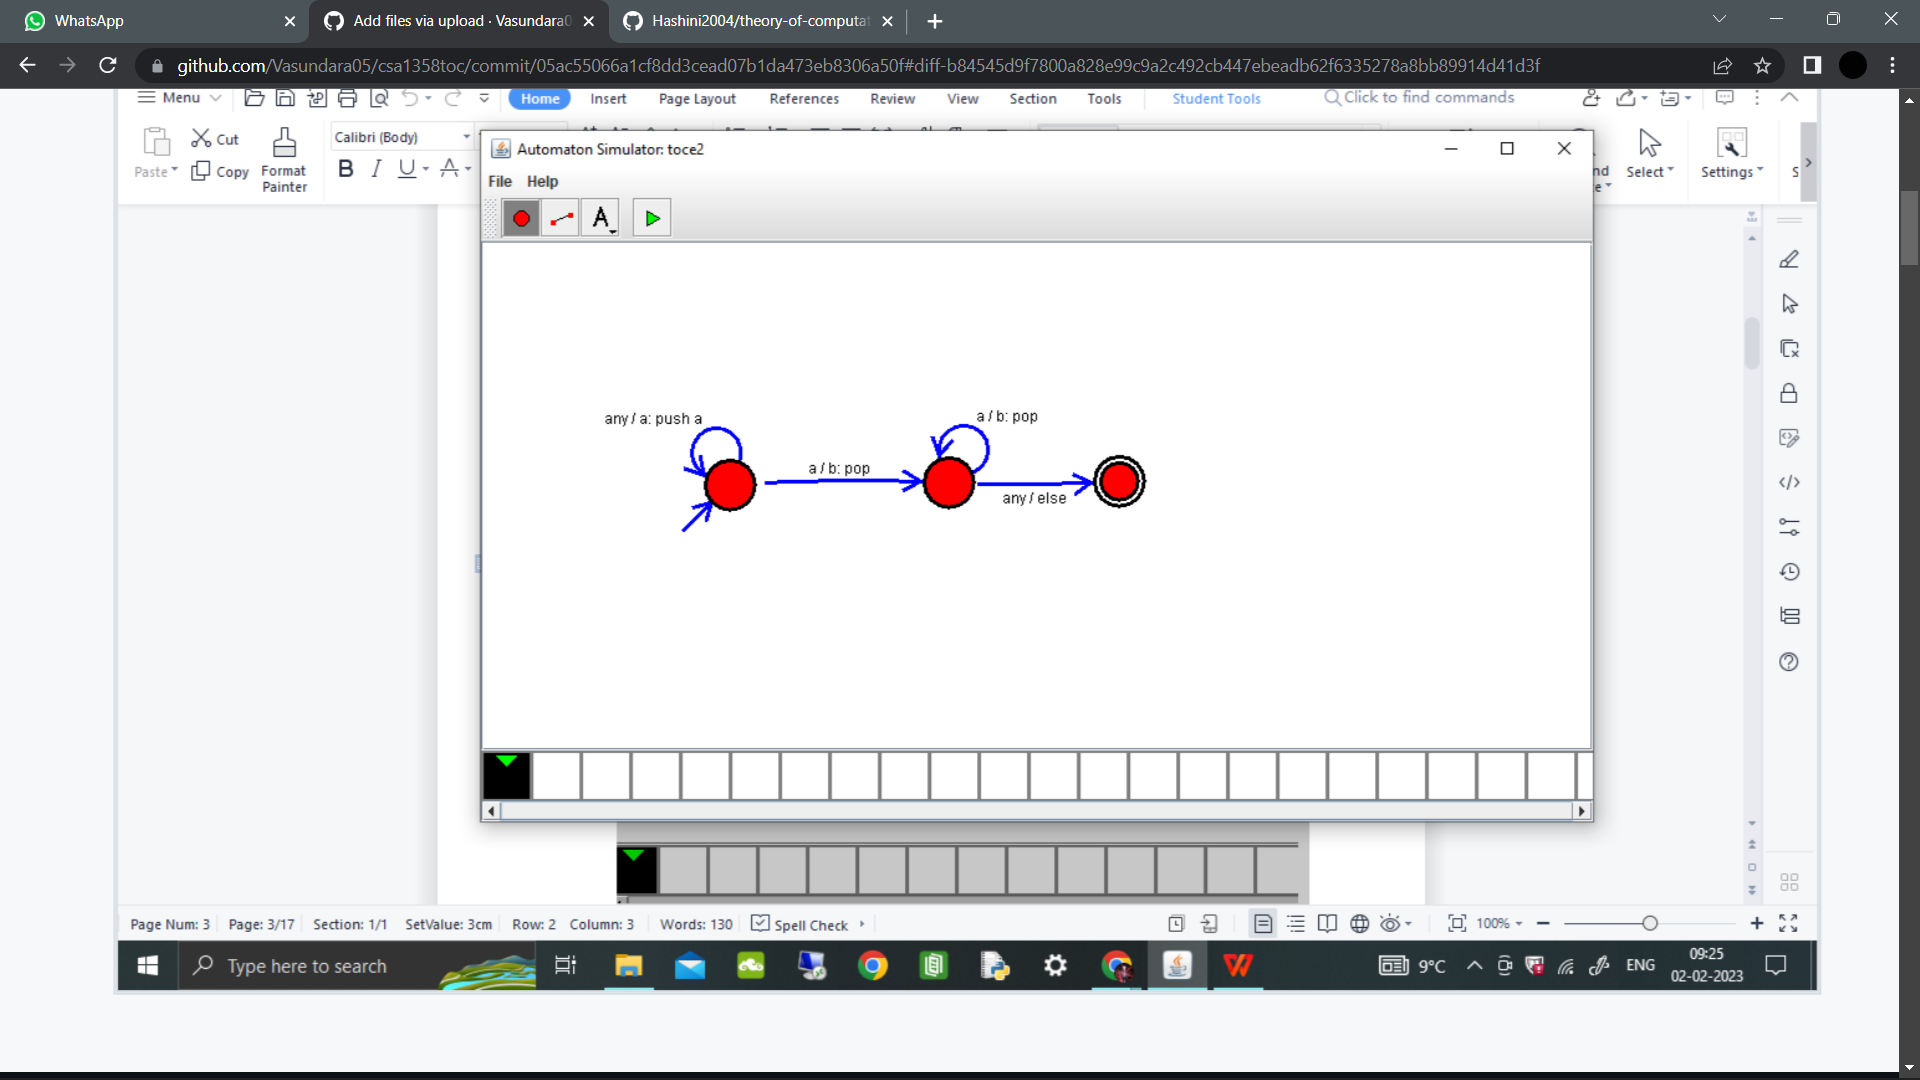 WhatsApp
Add files via upload · Vasundara0
Hashini2004/theory-of-computat
github.com/Vasundara05/csa1358toc/commit/05ac55066a1cf8dd3cead07b1da473eb8306a50f#diff-b84545d9f7800a828e99c9a2c492cb447ebeadb62f6335278a8bb89914d41d3f
Menu Home Insert Page Layout References Review View Section Tools Student Tools Click to find commands
Paste Cut Copy Format Painter Calibri (Body) B I U A Select Settings
Automaton Simulator: toce2
File Help
A
any / a: push a
a / b: pop
a / b: pop
any / else
Page Num: 3 Page: 3/17 Section: 1/1 SetValue: 3cm Row: 2 Column: 3 Words: 130 Spell Check 100%
Type here to search 9°C ENG 09:25
02-02-2023